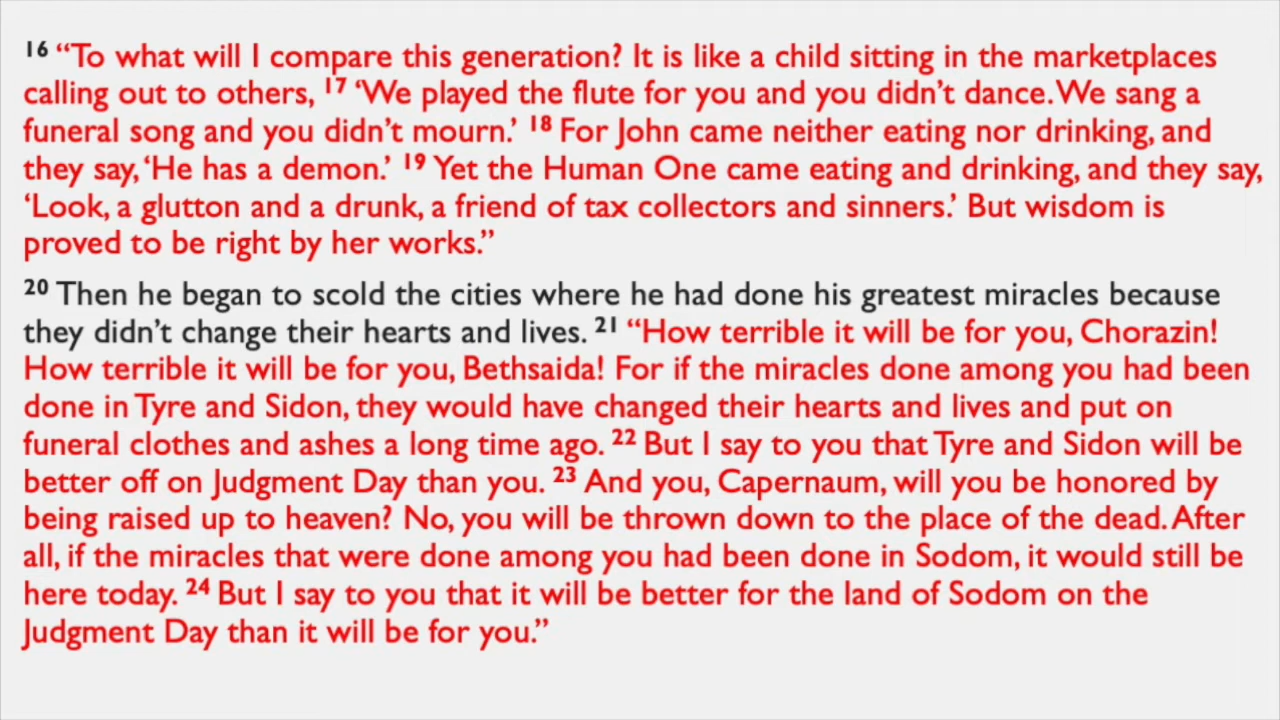 16 “To what will I compare this generation? It is like a child sitting in the marketplaces
calling out to others, 17 ‘We played the flute for you and you didn’t dance. We sang a
funeral song and you didn’t mourn.’ 18 For John came neither eating nor drinking, and
they say, ‘He has a demon.’ 19 Yet the Human One came eating and drinking, and they say,
‘Look, a glutton and a drunk, a friend of tax collectors and sinners.’ But wisdom is
proved to be right by her works.”
20 Then he began to scold the cities where he had done his greatest miracles because
they didn’t change their hearts and lives. 21 “How terrible it will be for you, Chorazin!
How terrible it will be for you, Bethsaida! For if the miracles done among you had been
done in Tyre and Sidon, they would have changed their hearts and lives and put on
funeral clothes and ashes a long time ago. 22 But I say to you that Tyre and Sidon will be
better off on Judgment Day than you. 23 And you, Capernaum, will you be honored by
being raised up to heaven? No, you will be thrown down to the place of the dead. After
all, if the miracles that were done among you had been done in Sodom, it would still be
here today. 24 But I say to you that it will be better for the land of Sodom on the
Judgment Day than it will be for you.”